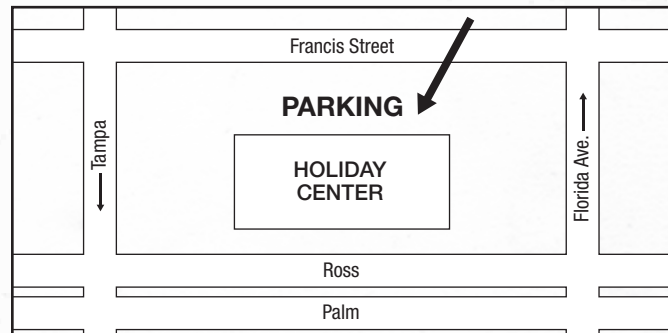 Francis Street
PARKING
HOLIDAY
CENTER
Tampa
Florida Ave.
Ross
Palm